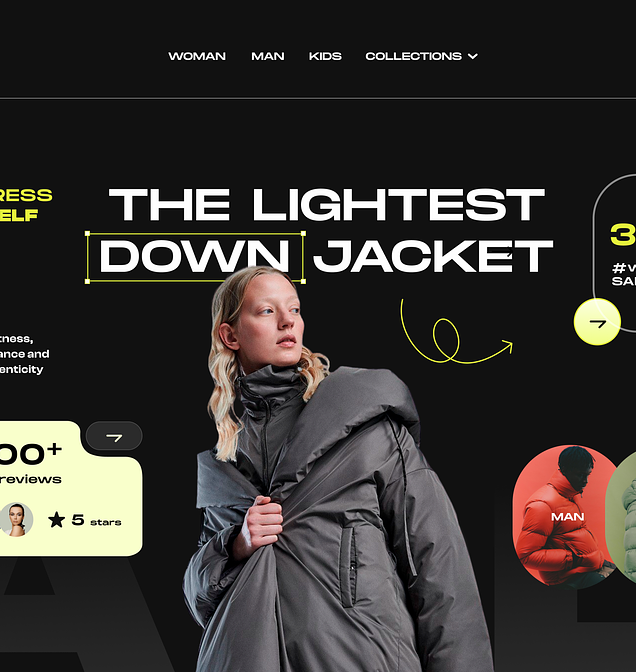 WOMAN MAN KIDS COLLECTIONS
RESS
ELF
THE LIGHTEST
DOWN JACKET
3
#
SA
tness,
ance and
enticity
00+
reviews
5 stars
MAN